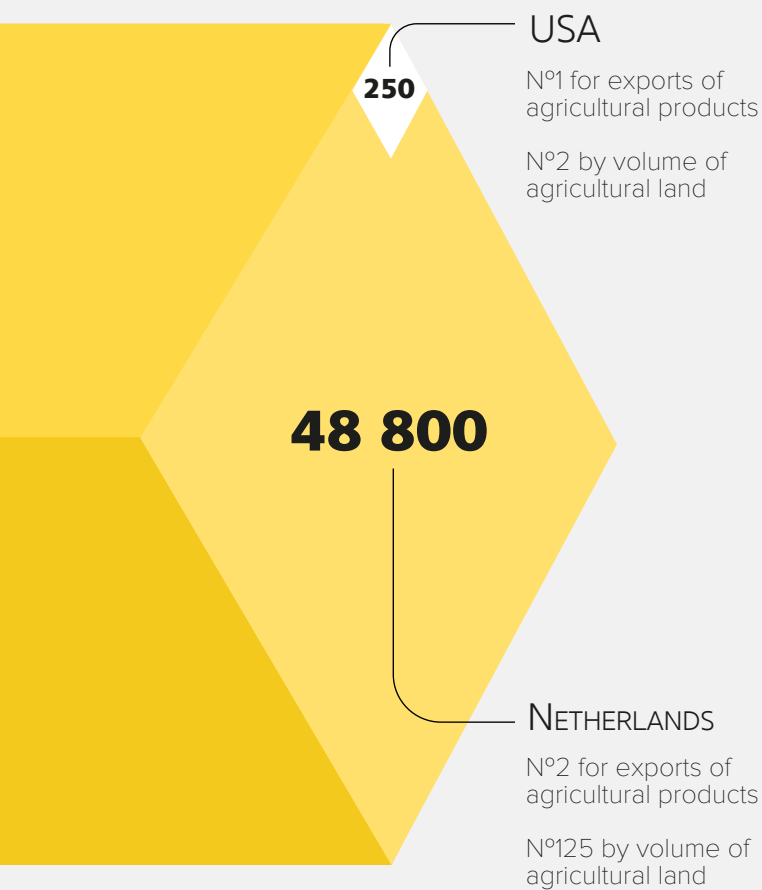 USA
250
Nº1 for exports of
agricultural products
Nº2 by volume of
agricultural land
48 800
NETHERLANDS
Nº2 for exports of
agricultural products
Nº125 by volume of
agricultural land